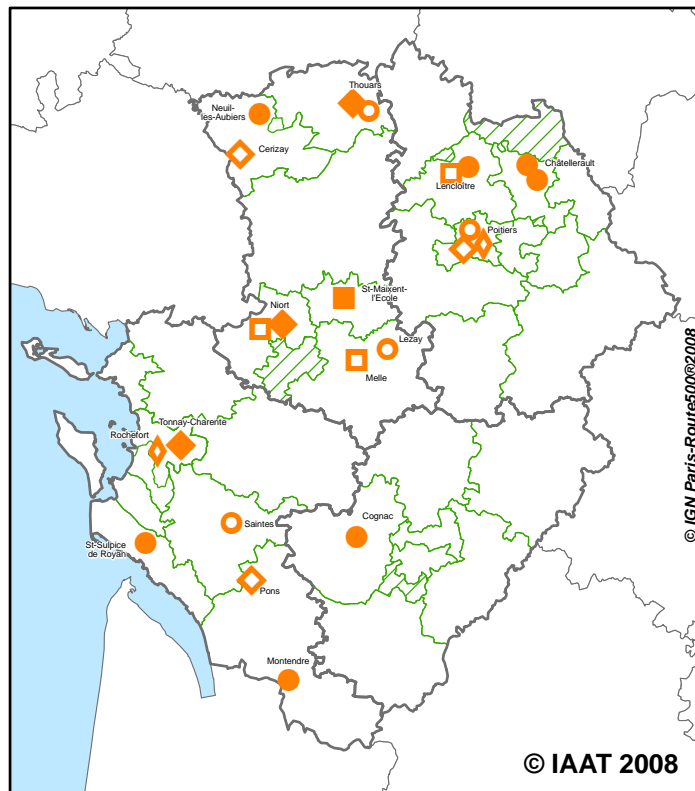 Thouars
Neuil-
les-Aubiers
Cerizay
Châtellerault
Lencloître
Poitiers
St-Maixent-
l'Ecole
Niort
Lezay
Melle
Tonnay-Charente
Rochefort
Cognac
Saintes
St-Sulpice
de Royan
Pons
Montendre
© IGN Paris-Route500®2008
© IAAT 2008